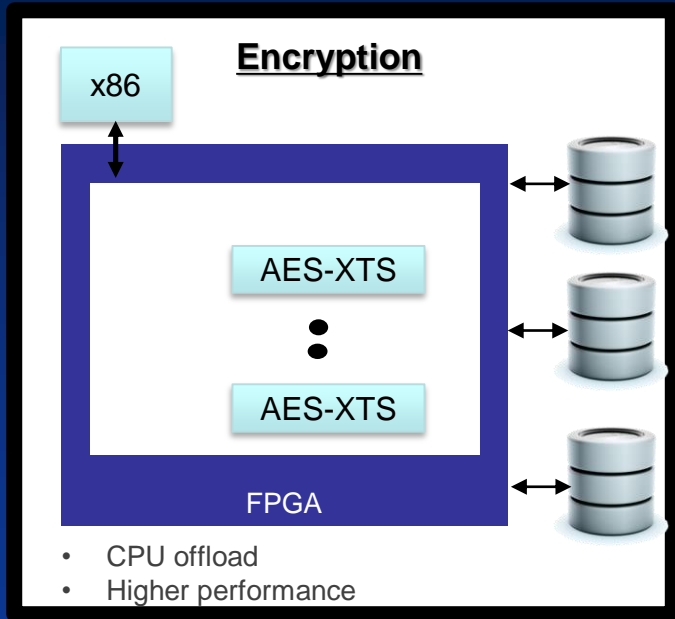 Encryption
x86
AES-XTS
AES-XTS
FPGA
• CPU offload
• Higher performance